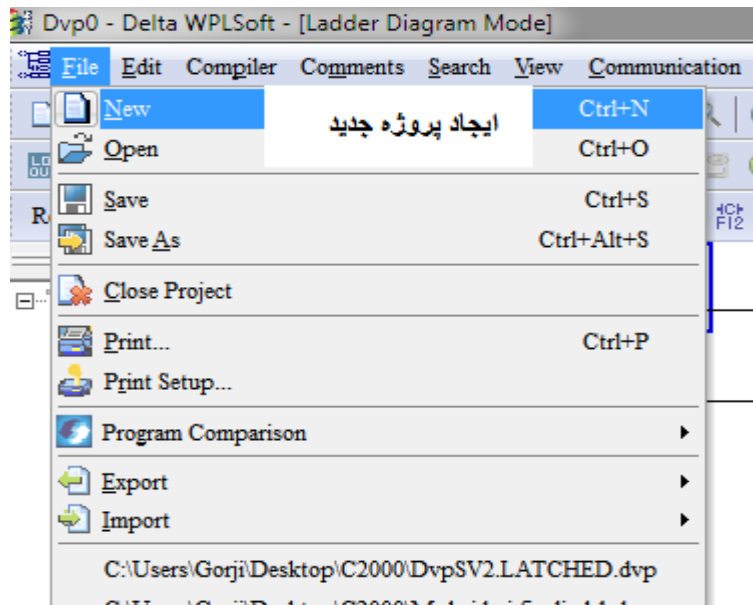 Dvp0 - Delta WPLSoft - [Ladder Diagram Mode]
File Edit Compiler Comments Search View Communication
New Ctrl+N
ایجاد پروژه جدید
Open Ctrl+O
Save Ctrl+S
Save As Ctrl+Alt+S
Close Project
Print... Ctrl+P
Print Setup...
Program Comparison
Export
Import
C:\Users\Gorji\Desktop\C2000\DvpSV2.LATCHED.dvp